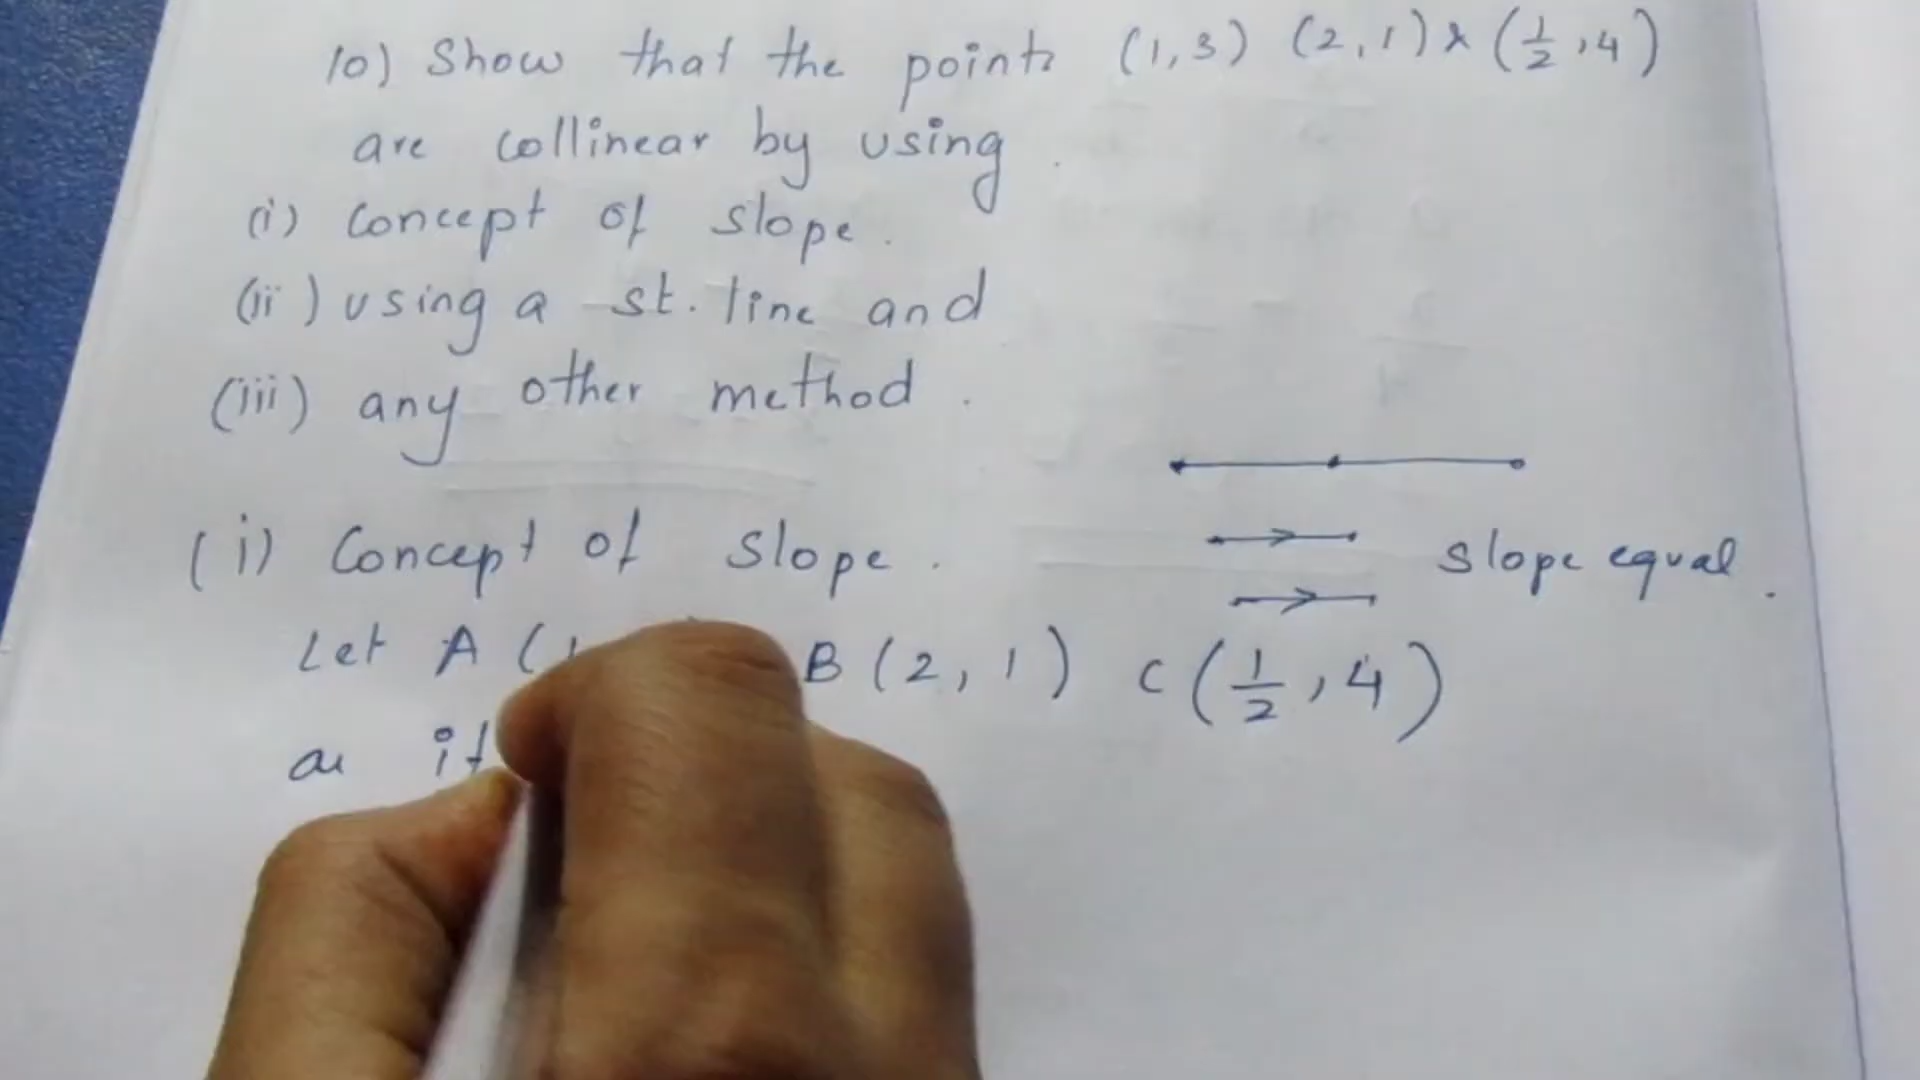 10) Show that the points (1,3) (2,1) & (1/2, 4)
are collinear by using
(i) concept of slope.
(ii) using a st. line and
(iii) any other method.
(i) Concept of slope.
slope equal.
Let A (1 B (2, 1) C (1/2, 4)